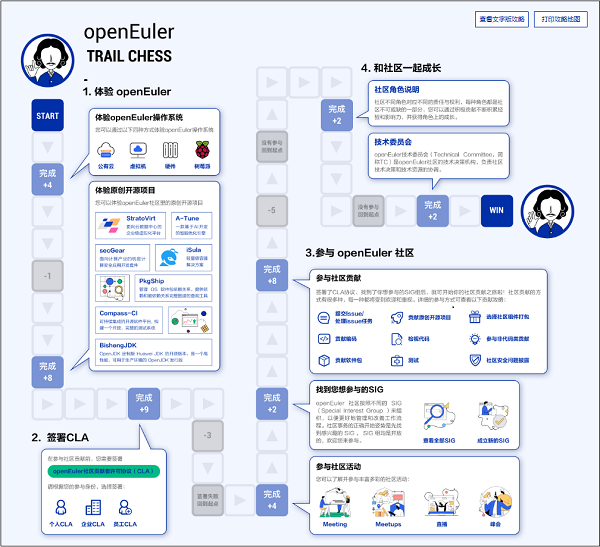 openEuler
TRAIL CHESS
查看文字版攻略
打印攻略地图
START
1. 体验 openEuler
体验openEuler操作系统
您可以通过以下四种方式体验openEuler操作系统
公有云
虚拟机
硬件
树莓派
完成
+4
体验原创开源项目
您可以体验openEuler社区里的原创开源项目
StratoVirt
面向云数据中心的
企业级虚拟化平台
A-Tune
一款基于AI开发的
智能优化引擎
secGear
面向计算产业的机密计
算安全应用开发套件
iSula
轻量级容器
解决方案
PkgShip
管理 OS 软件包依赖关系，提供依
赖和被依赖关系完整图谱的查询工具
Compass-CI
可持续集成的开源软件平台，构
建一个开放、完整的测试系统
BishengJDK
OpenJDK 定制版 Huawei JDK 的开源版本，是一个高
性能、可用于生产环境的 OpenJDK 发行版
-1
完成
+8
完成
+9
2. 签署CLA
在参与社区贡献前，您需要签署
openEuler社区贡献者许可协议（CLA）
请根据您的参与身份，选择签署：
个人CLA
企业CLA
员工CLA
-3
签署失败
回到起点
完成
+4
3.参与 openEuler 社区
参与社区贡献
签署了CLA协议，找到了你想参与的SIG组后，就可开始你的社区贡献之旅啦！社区贡献的方
式有很多种，每一种都将受到欢迎和重视。详细的参与方式可查看以下贡献攻略：
提交Issue/
处理Issue任务
贡献原创开源项目
选择社区组件打包
贡献编码
检视代码
参与非代码类贡献
贡献软件包
测试
社区安全问题披露
完成
+8
找到您想参与的SIG
openEuler 社区按照不同的 SIG
（Special Interest Group ）来组
织，以便更好地管理和改善工作流
程。社区事务的正确开始姿势是先找
到感兴趣的 SIG， SIG 组均是开放
的，欢迎您来参与。
查看全部SIG
成立新的SIG
完成
+2
参与社区活动
您可以了解并参与丰富多彩的社区活动：
Meeting
Meetups
直播
峰会
-5
没有参与
回到起点
4. 和社区一起成长
完成
+2
社区角色说明
社区不同角色对应不同的责任与权利，每种角色都是社
区不可或缺的一部分，您可以通过积极贡献不断积累经
验和影响力，并获得角色上的成长。
技术委员会
openEuler技术委员会（Technical Committee，简
称TC）是openEuler社区的技术决策机构，负责社区
技术决策和技术资源的协调。
没有参与
回到起点
完成
+2
WIN